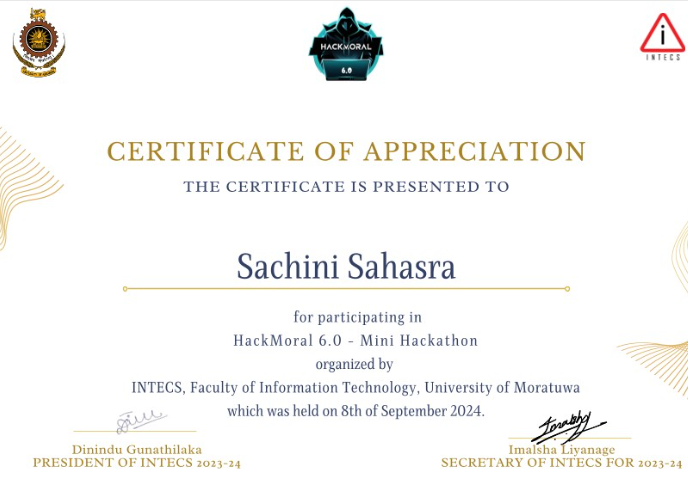 HACKMORAL
6.0
INTECS
CERTIFICATE OF APPRECIATION
THE CERTIFICATE IS PRESENTED TO
Sachini Sahasra
for participating in
HackMoral 6.0 - Mini Hackathon
organized by
INTECS, Faculty of Information Technology, University of Moratuwa
which was held on 8th of September 2024.
Dinindu Gunathilaka
PRESIDENT OF INTECS 2023-24
Imalsha Liyanage
SECRETARY OF INTECS FOR 2023-24